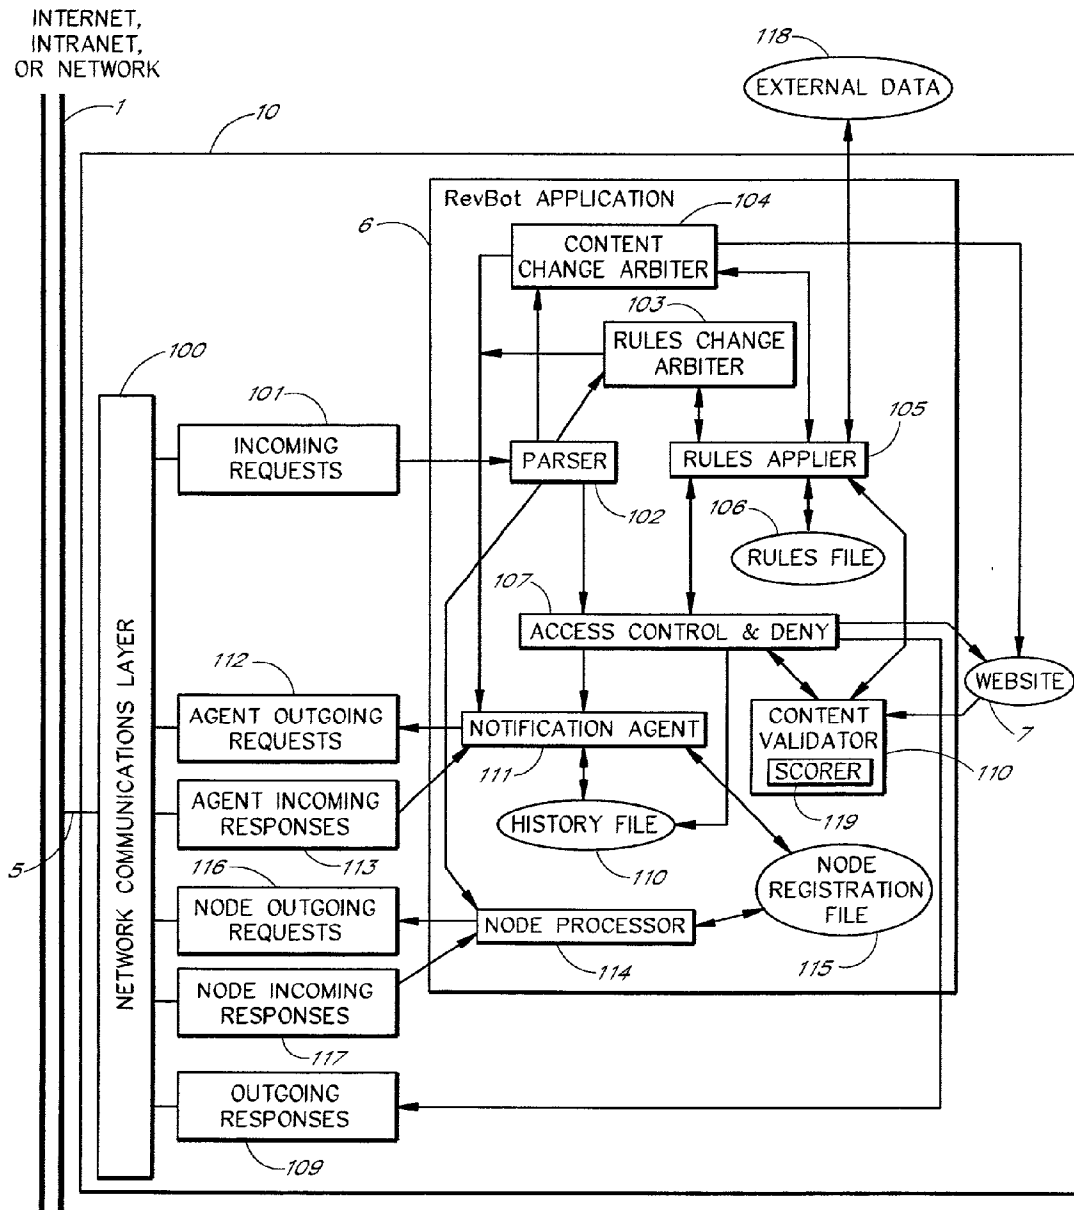 INTERNET,
INTRANET,
OR NETWORK
1
10
118
EXTERNAL DATA
RevBot APPLICATION
6
104
CONTENT
CHANGE ARBITER
103
RULES CHANGE
ARBITER
100
101
INCOMING
REQUESTS
PARSER
102
105
RULES APPLIER
106
RULES FILE
107
ACCESS CONTROL & DENY
NETWORK COMMUNICATIONS LAYER
112
AGENT OUTGOING
REQUESTS
NOTIFICATION AGENT
111
WEBSITE
7
CONTENT
VALIDATOR
SCORER
110
119
AGENT INCOMING
RESPONSES
113
5
HISTORY FILE
110
116
NODE OUTGOING
REQUESTS
NODE PROCESSOR
114
NODE
REGISTRATION
FILE
115
NODE INCOMING
RESPONSES
117
OUTGOING
RESPONSES
109